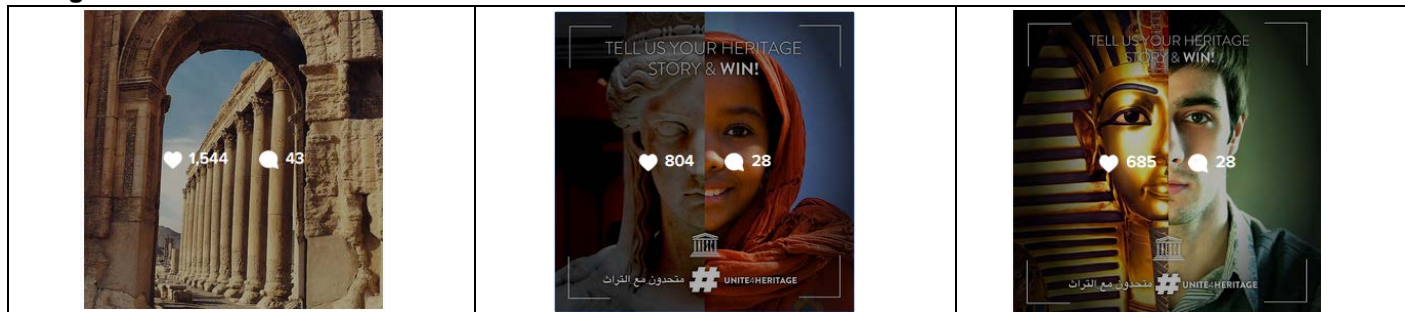 1,544 43
TELL US YOUR HERITAGE
STORY & WIN!
804 28
متحدون مع التراث # UNITE4HERITAGE
TELL US YOUR HERITAGE
STORY & WIN!
685 28
متحدون مع التراث # UNITE4HERITAGE